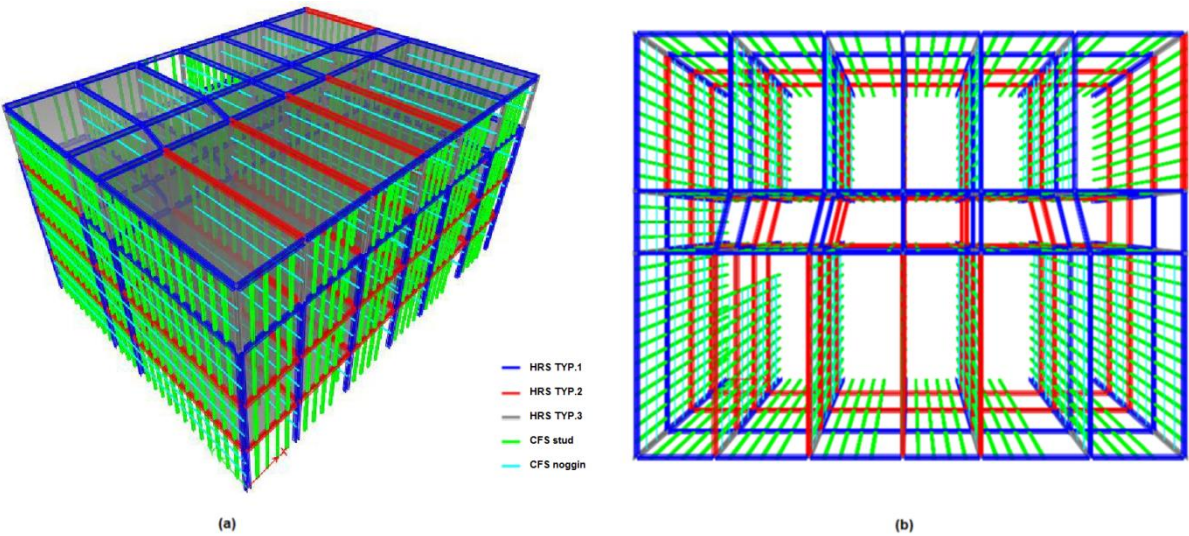 HRS TYP.1
HRS TYP.2
HRS TYP.3
CFS stud
CFS noggin
X
(a)
(b)